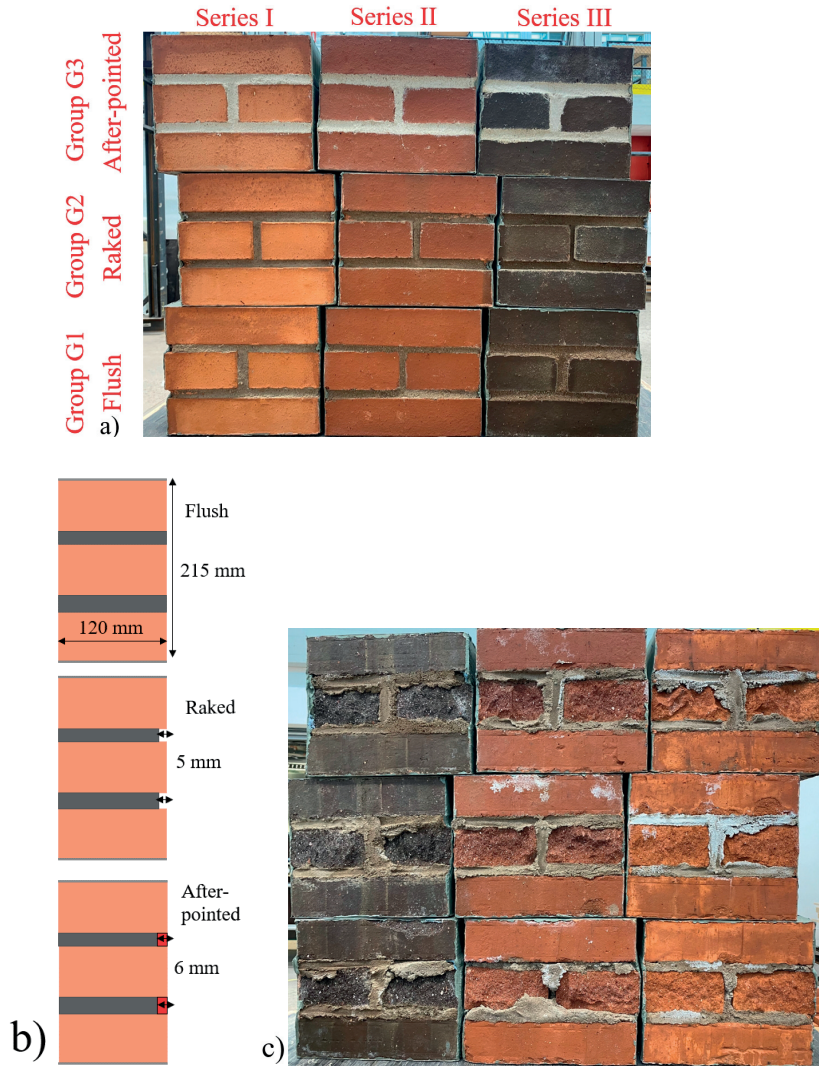 Series I
Series II
Series III
Group G3
After-pointed
Group G2
Raked
Group G1
Flush
a)
Flush
215 mm
120 mm
Raked
5 mm
After-
pointed
6 mm
b)
c)